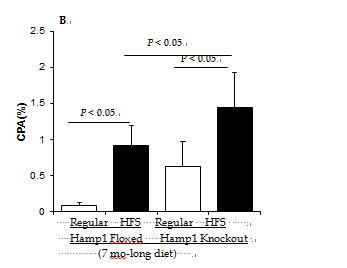 B.
2.5
P < 0.05.
2
P < 0.05.
1.5
P < 0.05.
1
0.5
0
CPA(%)
Regular HFS Regular HFS
Hamp1 Floxed Hamp1 Knockout
(7 mo-long diet)